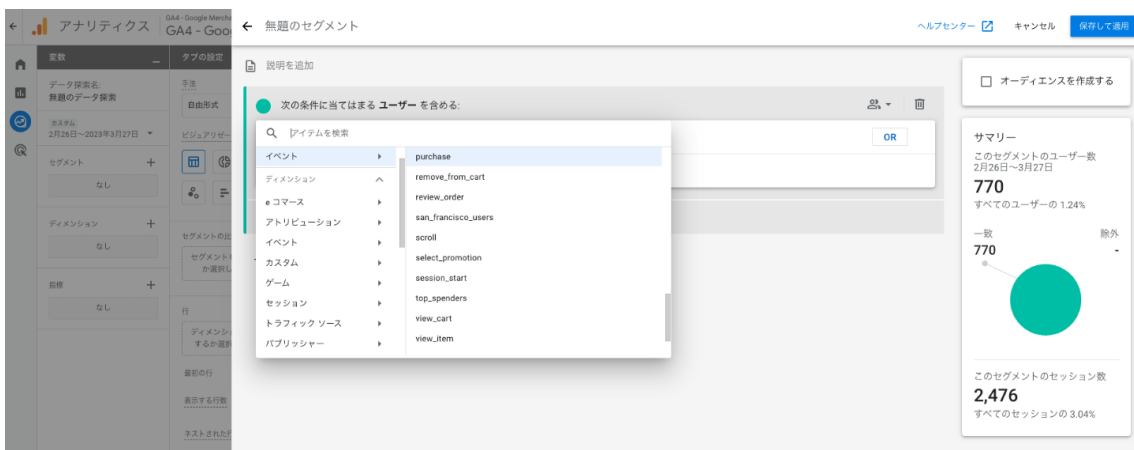 アナリティクス
GA4 - Google Mercha
GA4 - Goo
無題のセグメント
ヘルプセンター
キャンセル
保存して適用
変数
タブの設定
データ探索名:
無題のデータ探索
カスタム
2月26日～2023年3月27日
セグメント
なし
ディメンション
なし
指標
なし
手法
自由形式
ビジュアリゼー
セグメントの比
セグメント
か選択し
行
ディメンシ
するか選択
最初の行
表示する行数
ネストされた行
説明を追加
次の条件に当てはまる ユーザー を含める:
アイテムを検索
OR
イベント
ディメンション
e コマース
アトリビューション
イベント
カスタム
ゲーム
セッション
トラフィック ソース
パブリッシャー
purchase
remove_from_cart
review_order
san_francisco_users
scroll
select_promotion
session_start
top_spenders
view_cart
view_item
オーディエンスを作成する
サマリー
このセグメントのユーザー数
2月26日～3月27日
770
すべてのユーザーの 1.24%
一致
除外
770
-
このセグメントのセッション数
2,476
すべてのセッションの 3.04%